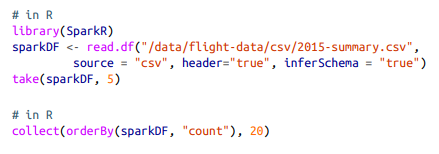 # in R
library(SparkR)
sparkDF <- read.df("/data/flight-data/csv/2015-summary.csv",
source = "csv", header="true", inferSchema = "true")
take(sparkDF, 5)
# in R
collect(orderBy(sparkDF, "count"), 20)